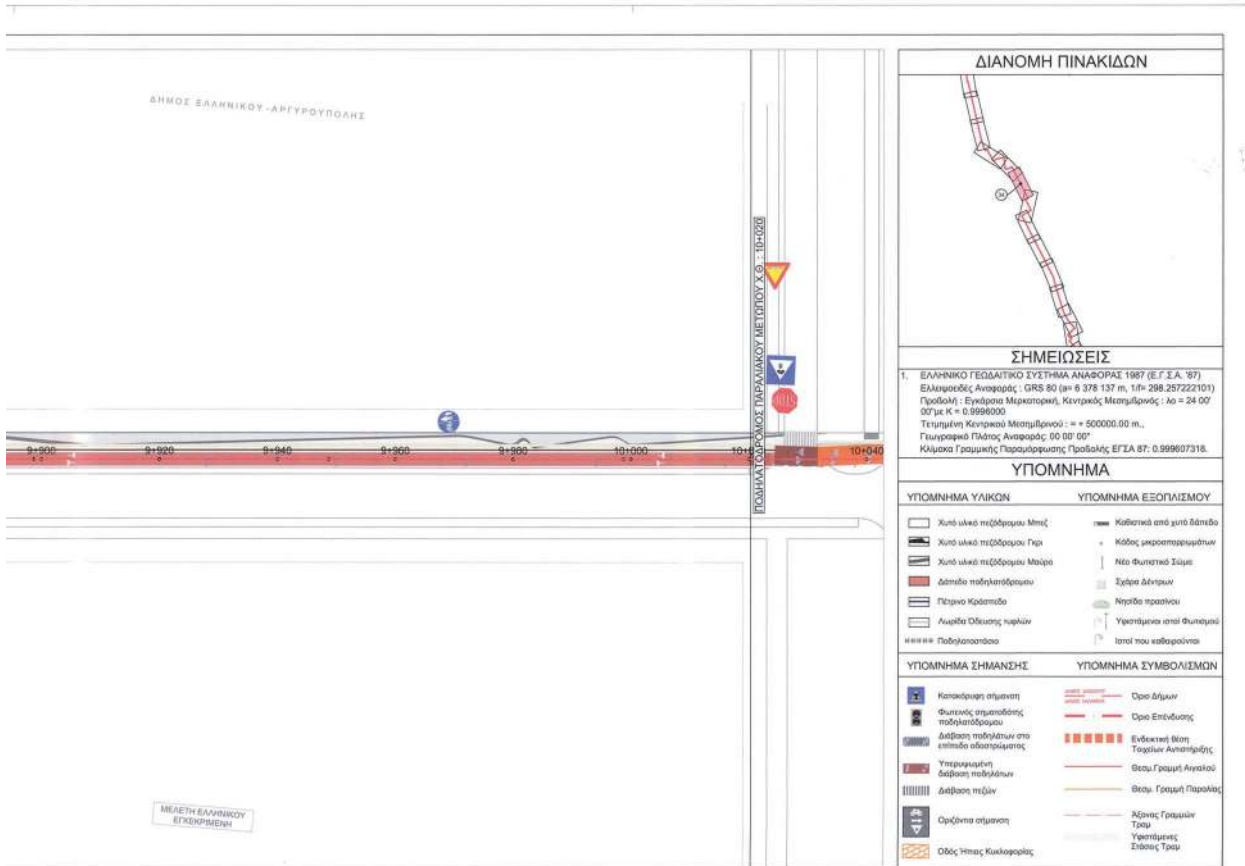 ΔΗΜΟΣ ΕΛΛΗΝΙΚΟΥ - ΑΡΓΥΡΟΥΠΟΛΗΣ
ΠΟΔΗΛΑΤΟΔΡΟΜΟΣ ΠΑΡΑΛΙΑΚΟΥ ΜΕΤΩΠΟΥ Χ.Θ. : 10+020
STOP
9+900
9+920
9+940
9+960
9+980
10+000
10+040
ΜΕΛΕΤΗ ΕΛΛΗΝΙΚΟΥ
ΕΓΚΕΚΡΙΜΕΝΗ
ΔΙΑΝΟΜΗ ΠΙΝΑΚΙΔΩΝ
34
ΣΗΜΕΙΩΣΕΙΣ
1. ΕΛΛΗΝΙΚΟ ΓΕΩΔΑΙΤΙΚΟ ΣΥΣΤΗΜΑ ΑΝΑΦΟΡΑΣ 1987 (Ε.Γ.Σ.Α. '87)
Ελλειψοειδές Αναφοράς : GRS 80 (a= 6 378 137 m, 1/f= 298.257222101)
Προβολή : Εγκάρσια Μερκατορική, Κεντρικός Μεσημβρινός : λο = 24 00'
00"με Κ = 0.9996000
Τετμημένη Κεντρικού Μεσημβρινού : = + 500000.00 m.,
Γεωγραφικό Πλάτος Αναφοράς: 00 00' 00"
Κλίμακα Γραμμικής Παραμόρφωσης Προβολής ΕΓΣΑ 87: 0.999607318.
ΥΠΟΜΝΗΜΑ
ΥΠΟΜΝΗΜΑ ΥΛΙΚΩΝ
Χυτό υλικό πεζόδρομου Μπεζ
Χυτό υλικό πεζόδρομου Γκρι
Χυτό υλικό πεζόδρομου Μαύρο
Δάπεδο ποδηλατοδρόμου
Πέτρινο Κράσπεδο
Λωρίδα Όδευσης τυφλών
Ποδηλατοστάσιο
ΥΠΟΜΝΗΜΑ ΕΞΟΠΛΙΣΜΟΥ
Καθιστικά από χυτό δάπεδο
Κάδος μικροαπορριμμάτων
Νέο Φωτιστικό Σώμα
Σχάρα Δέντρων
Νησίδα πρασίνου
Υφιστάμενοι ιστοί Φωτισμού
Ιστοί που καθαιρούνται
ΥΠΟΜΝΗΜΑ ΣΗΜΑΝΣΗΣ
Κατακόρυφη σήμανση
Φωτεινός σηματοδότης
ποδηλατόδρομου
Διάβαση ποδηλάτων στο
επίπεδο οδοστρώματος
Υπερυψωμένη
διάβαση ποδηλάτων
Διάβαση πεζών
Οριζόντια σήμανση
Οδός Ήπιας Κυκλοφορίας
ΥΠΟΜΝΗΜΑ ΣΥΜΒΟΛΙΣΜΩΝ
Όριο Δήμων
Όριο Επένδυσης
Ενδεικτική θέση
Τοιχείων Αντιστήριξης
Θεσμ.Γραμμή Αιγιαλού
Θεσμ. Γραμμή Παραλίας
Άξονας Γραμμών
Τραμ
Υφιστάμενες
Στάσεις Τραμ